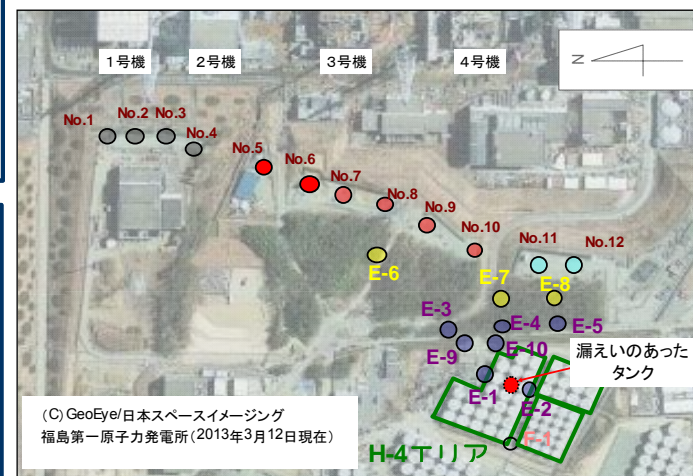 1号機
2号機
3号機
4号機
N
No.1
No.2
No.3
No.4
No.5
No.6
No.7
No.8
No.9
No.10
No.11
No.12
E-6
E-7
E-8
E-3
E-4
E-5
E-9
E-10
E-1
E-2
F-1
漏えいのあった
タンク
H-4エリア
(C) GeoEye/日本スペースイメージング
福島第一原子力発電所(2013年3月12日現在)